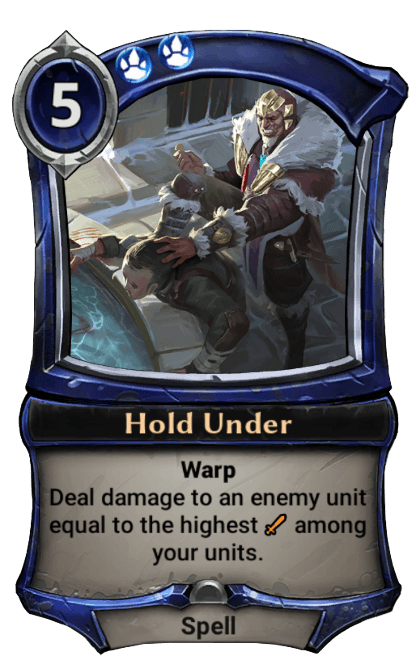 5
Hold Under
Warp
Deal damage to an enemy unit
equal to the highest among
your units.
Spell